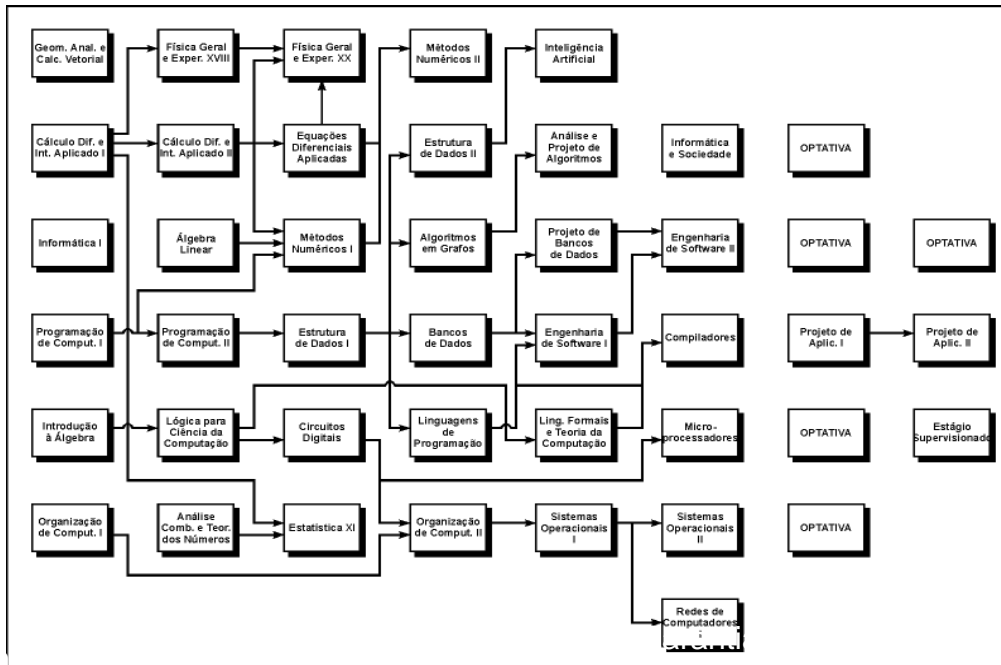 Geom. Anal. e
Calc. Vetorial
Física Geral
e Exper. XVIII
Física Geral
e Exper. XX
Métodos
Numéricos II
Inteligência
Artificial
Cálculo Dif. e
Int. Aplicado I
Cálculo Dif. e
Int. Aplicado II
Equações
Diferenciais
Aplicadas
Estrutura
de Dados II
Análise e
Projeto de
Algoritmos
Informática
e Sociedade
OPTATIVA
Informática I
Álgebra
Linear
Métodos
Numéricos I
Algoritmos
em Grafos
Projeto de
Bancos
de Dados
Engenharia
de Software II
OPTATIVA
OPTATIVA
Programação
de Comput. I
Programação
de Comput. II
Estrutura
de Dados I
Bancos
de Dados
Engenharia
de Software I
Compiladores
Projeto de
Aplic. I
Projeto de
Aplic. II
Introdução
à Álgebra
Lógica para
Ciência da
Computação
Circuitos
Digitais
Linguagens
de Programação
Ling. Formais
e Teoria da
Computação
Micro-
processadores
OPTATIVA
Estágio
Supervisionado
Organização
de Comput. I
Análise
Comb. e Teor.
dos Números
Estatística XI
Organização
de Comput. II
Sistemas
Operacionais
I
Sistemas
Operacionais
II
OPTATIVA
Redes de
Computadores